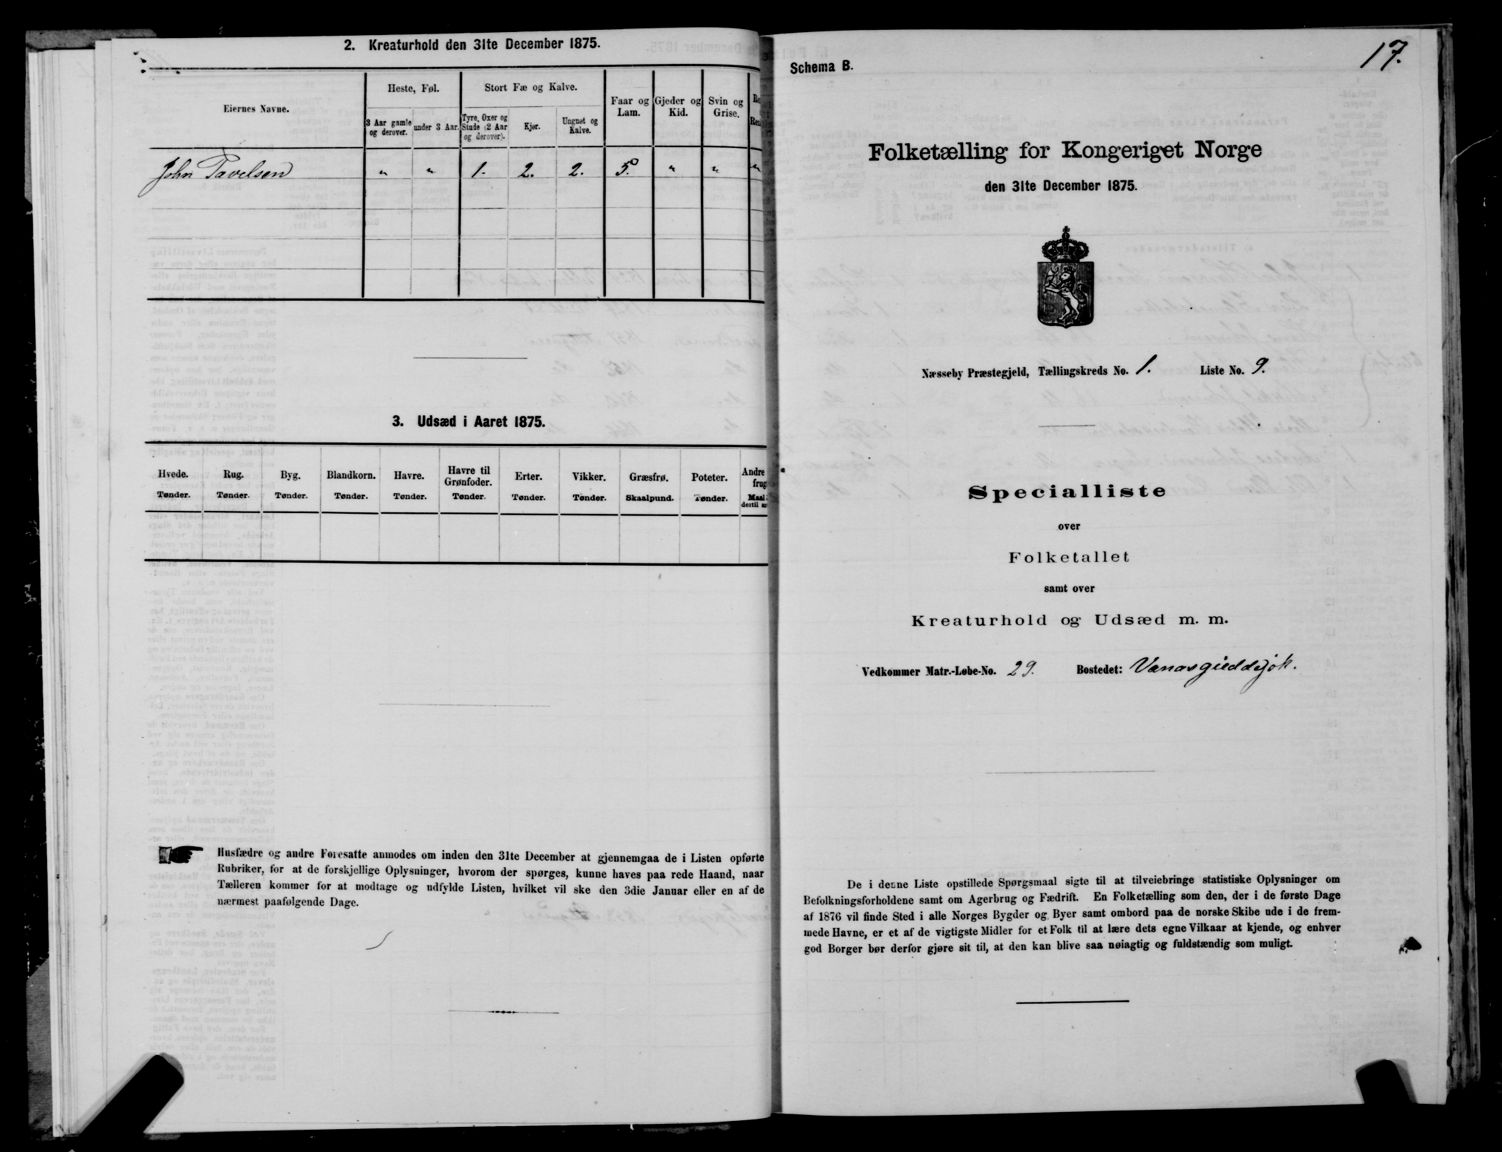 2. Kreaturhold den 31te December 1875.
Eiernes Navne.
Heste, Føl.
Stort Fæ og Kalve.
Faar og Lam.
Gjeder og Kid.
Svin og Grise.
3 Aar gamle og derover.
under 3 Aar.
Tyre, Oxer og Stude (2 Aar og derover).
Kjør.
Ungnet og Kalve.
John Pavelsen " " 1. 2. 2. 5. " " "
3. Udsæd i Aaret 1875.
Hvede. Rug. Byg. Blandkorn. Havre. Havre til Grønfoder. Erter. Vikker. Græsfrø. Poteter. Andre
Tønder. Tønder. Tønder. Tønder. Tønder. Tønder. Tønder. Tønder. Skaalpund. Tønder.
Husfædre og andre Foresatte anmodes om inden den 31te December at gjennemgaa de i Listen opførte
Rubriker, for at de forskjellige Oplysninger, hvorom der spørges, kunne haves paa rede Haand, naar
Tælleren kommer for at modtage og udfylde Listen, hvilket vil ske den 3die Januar eller en af de
nærmest paafølgende Dage.
17.
Schema B.
Folketælling for Kongeriget Norge
den 31te December 1875.
Næsseby Præstegjeld, Tællingskreds No. 1. Liste No. 9.
Specialliste
over
Folketallet
samt over
Kreaturhold og Udsæd m. m.
Vedkommer Matr.-Løbe-No. 29. Bostedet:
De i denne Liste opstillede Spørgsmaal sigte til at tilveiebringe statistiske Oplysninger om
Befolkningsforholdene samt om Agerbrug og Fædrift. En Folketælling som den, der i de første Dage
af 1876 vil finde Sted i alle Norges Bygder og Byer samt ombord paa de norske Skibe ude i de frem-
mede Havne, er et af de vigtigste Midler for et Folk til at lære dets egne Vilkaar at kjende, og enhver
god Borger bør derfor gjøre sit til, at den kan blive saa nøiagtig og fuldstændig som muligt.